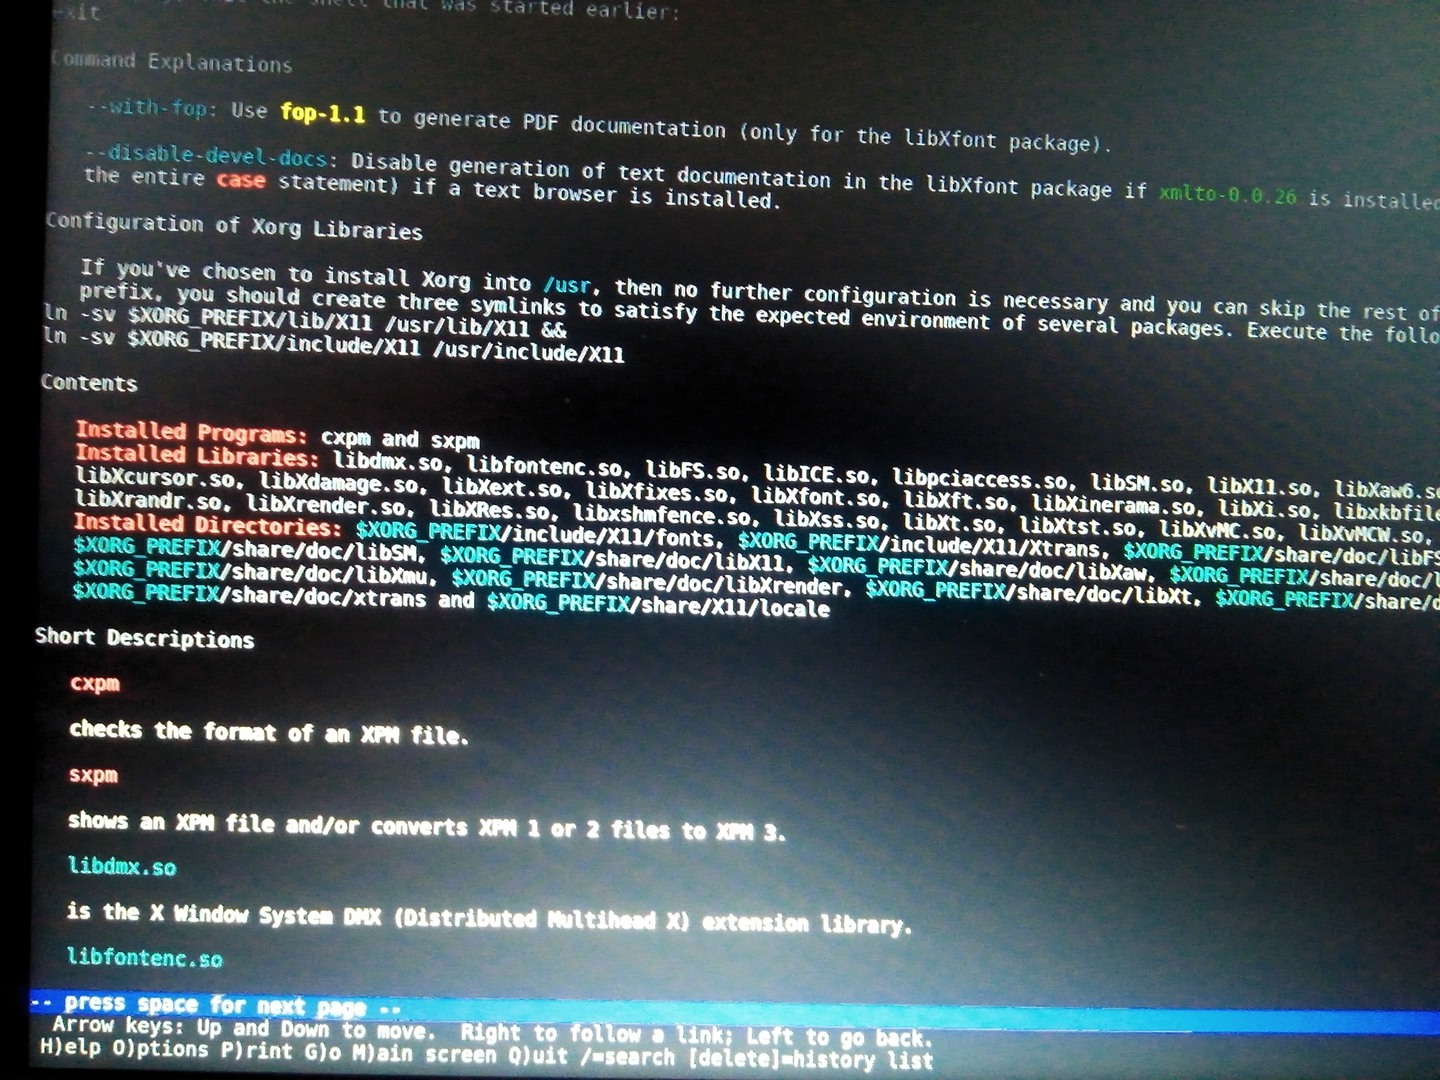 the shell that was started earlier:
exit
Command Explanations
--with-fop: Use fop-1.1 to generate PDF documentation (only for the libXfont package).
--disable-devel-docs: Disable generation of text documentation in the libXfont package if xmlto-0.0.26 is installed
the entire case statement) if a text browser is installed.
Configuration of Xorg Libraries
If you've chosen to install Xorg into /usr, then no further configuration is necessary and you can skip the rest of
prefix, you should create three symlinks to satisfy the expected environment of several packages. Execute the follo
ln -sv $XORG_PREFIX/lib/X11 /usr/lib/X11 &&
ln -sv $XORG_PREFIX/include/X11 /usr/include/X11
Contents
Installed Programs: cxpm and sxpm
Installed Libraries: libdmx.so, libfontenc.so, libFS.so, libICE.so, libpciaccess.so, libSM.so, libX11.so, libXaw6.so
libXcursor.so, libXdamage.so, libXext.so, libXfixes.so, libXfont.so, libXft.so, libXinerama.so, libXi.so, libxkbfile
libXrandr.so, libXrender.so, libXRes.so, libxshmfence.so, libXss.so, libXt.so, libXtst.so, libXvMC.so, libXvMCW.so,
Installed Directories: $XORG_PREFIX/include/X11/fonts, $XORG_PREFIX/include/X11/Xtrans, $XORG_PREFIX/share/doc/libFS
$XORG_PREFIX/share/doc/libSM, $XORG_PREFIX/share/doc/libX11, $XORG_PREFIX/share/doc/libXaw, $XORG_PREFIX/share/doc/l
$XORG_PREFIX/share/doc/libXmu, $XORG_PREFIX/share/doc/libXrender, $XORG_PREFIX/share/doc/libXt, $XORG_PREFIX/share/d
$XORG_PREFIX/share/doc/xtrans and $XORG_PREFIX/share/X11/locale
Short Descriptions
cxpm
checks the format of an XPM file.
sxpm
shows an XPM file and/or converts XPM 1 or 2 files to XPM 3.
libdmx.so
is the X Window System DMX (Distributed Multihead X) extension library.
libfontenc.so
-- press space for next page --
Arrow keys: Up and Down to move. Right to follow a link; Left to go back.
H)elp O)ptions P)rint G)o M)ain screen Q)uit /=search [delete]=history list